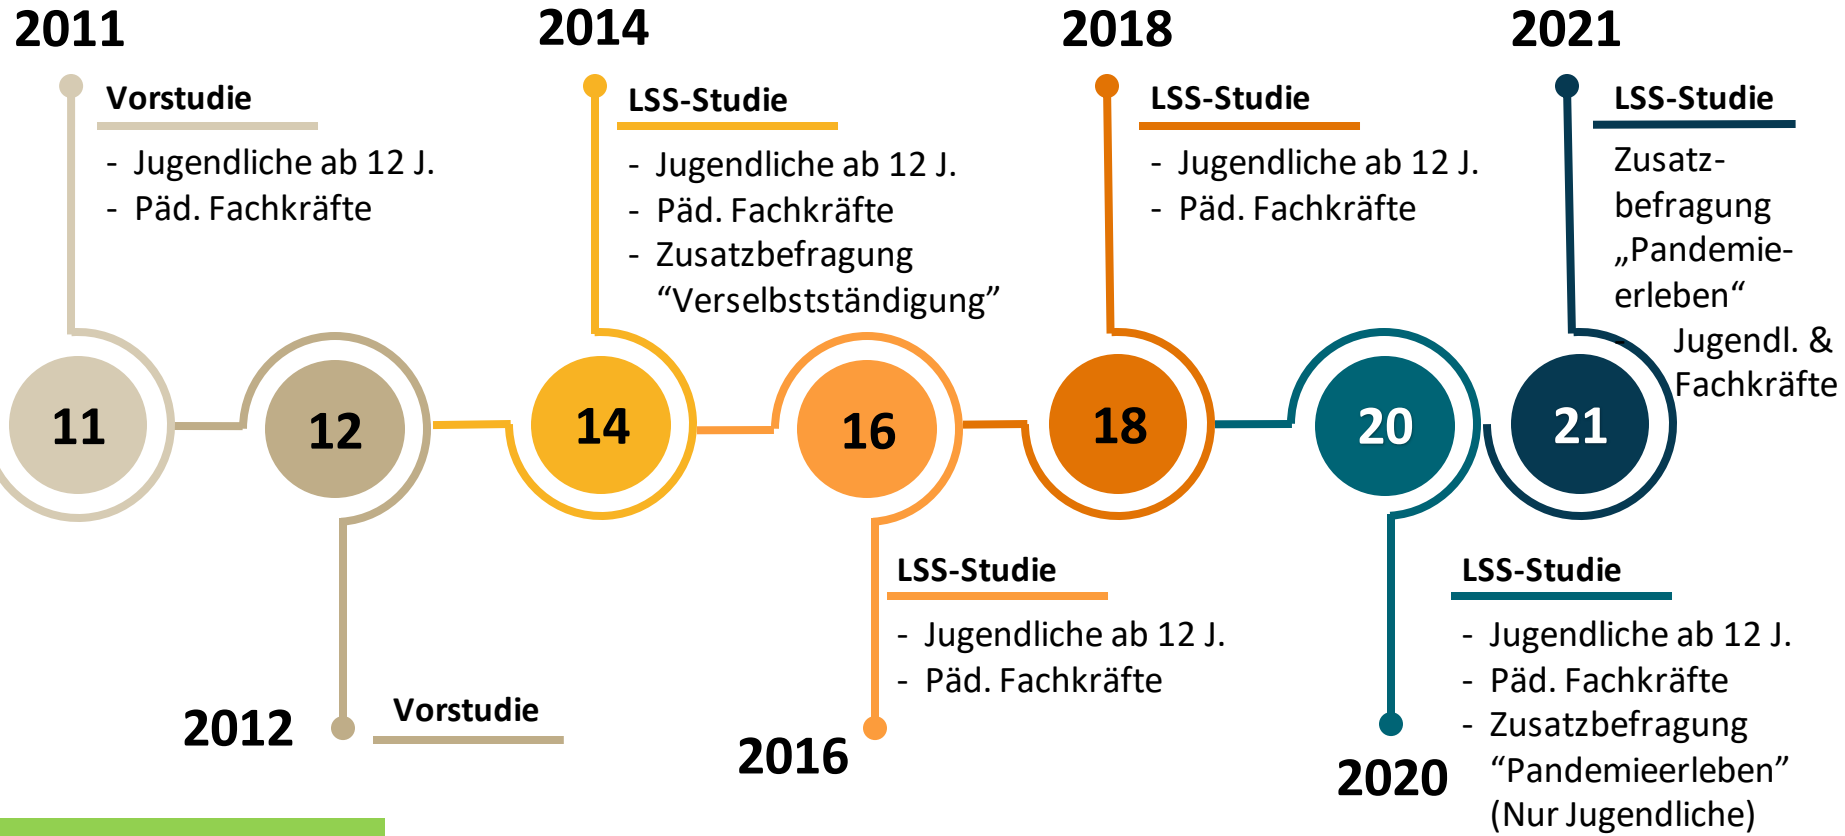 2011
Vorstudie
- Jugendliche ab 12 J.
- Päd. Fachkräfte
2014
LSS-Studie
- Jugendliche ab 12 J.
- Päd. Fachkräfte
- Zusatzbefragung
“Verselbstständigung”
2018
LSS-Studie
- Jugendliche ab 12 J.
- Päd. Fachkräfte
2021
LSS-Studie
Zusatz-
befragung
„Pandemie-
erleben“
- Jugendl. &
Fachkräfte
11
12
14
16
18
20
21
2012
Vorstudie
2016
LSS-Studie
- Jugendliche ab 12 J.
- Päd. Fachkräfte
2020
LSS-Studie
- Jugendliche ab 12 J.
- Päd. Fachkräfte
- Zusatzbefragung
“Pandemieerleben”
(Nur Jugendliche)